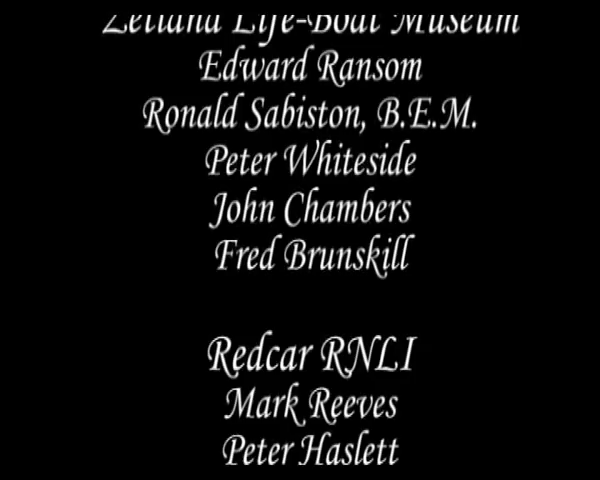 Zetland Life-Boat Museum
Edward Ransom
Ronald Sabiston, B.E.M.
Peter Whiteside
John Chambers
Fred Brunskill
Redcar RNLI
Mark Reeves
Peter Haslett